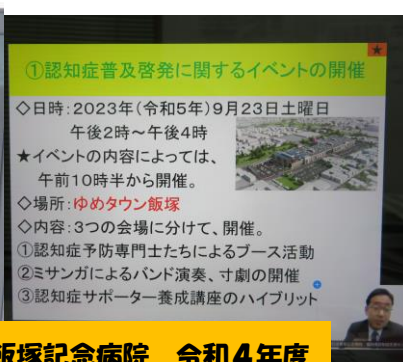 ★
①認知症普及啓発に関するイベントの開催
◇日時:2023年(令和5年)9月23日土曜日
午後2時~午後4時
★イベントの内容によっては、
午前10時半から開催。
◇場所:ゆめタウン飯塚
◇内容:3つの会場に分けて、開催。
①認知症予防専門士たちによるブース活動
②ミサンガによるバンド演奏、寸劇の開催
③認知症サポーター養成講座のハイブリット
飯塚記念病院 令和4年度